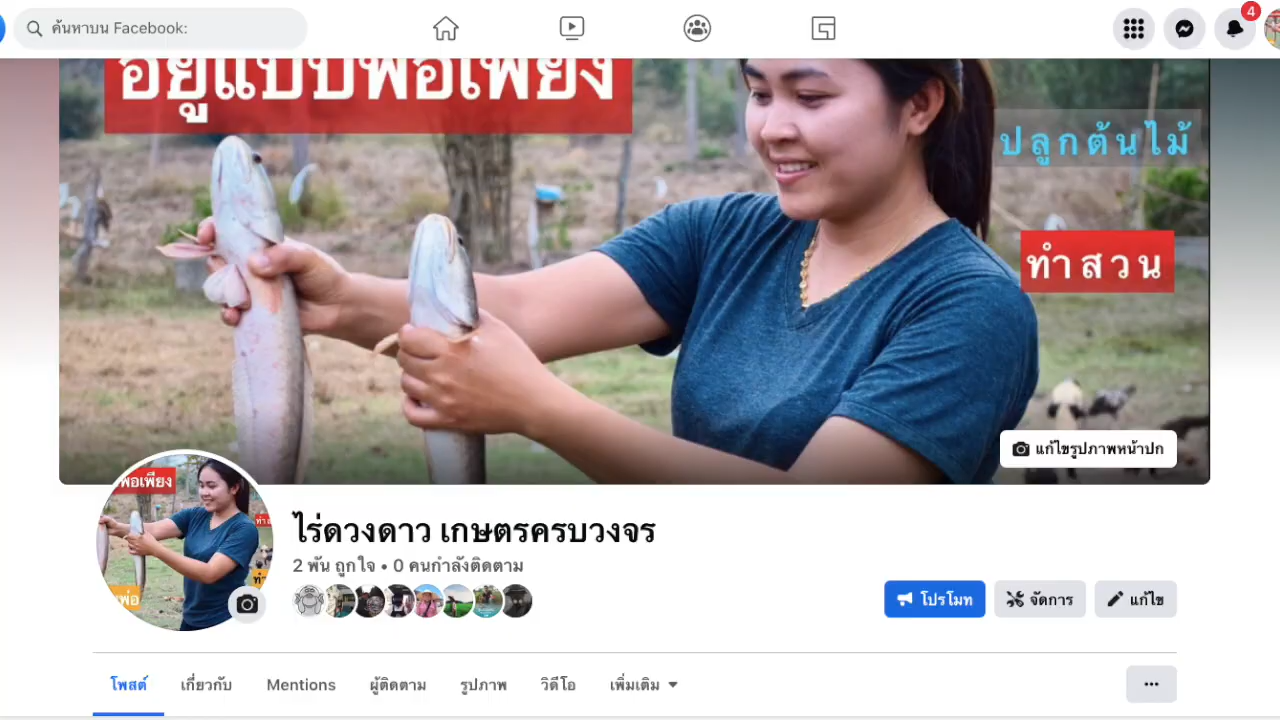 ค้นหาบน Facebook:
4
อยู่แบบพอเพียง
ปลูกต้นไม้
ทำสวน
แก้ไขรูปภาพหน้าปก
พอเพียง
ไร่ดวงดาว เกษตรครบวงจร
2 พัน ถูกใจ • 0 คนกำลังติดตาม
โปรโมท
จัดการ
แก้ไข
โพสต์
เกี่ยวกับ
Mentions
ผู้ติดตาม
รูปภาพ
วิดีโอ
เพิ่มเติม